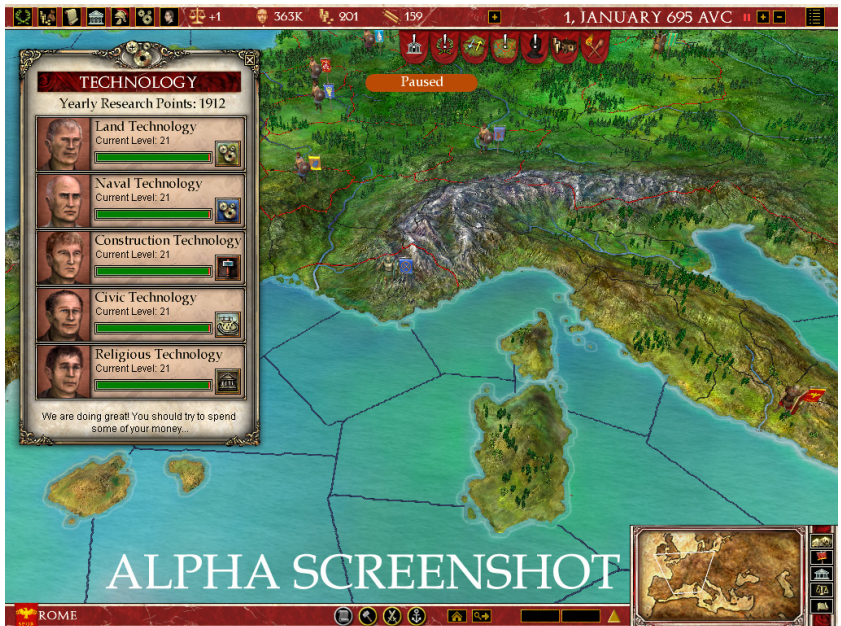 +1 363K 201 159 1, JANUARY 695 AVC
Paused
TECHNOLOGY
Yearly Research Points: 1912
Land Technology
Current Level: 21
Naval Technology
Current Level: 21
Construction Technology
Current Level: 21
Civic Technology
Current Level: 21
Religious Technology
Current Level: 21
We are doing great! You should try to spend
some of your money...
ALPHA SCREENSHOT
ROME